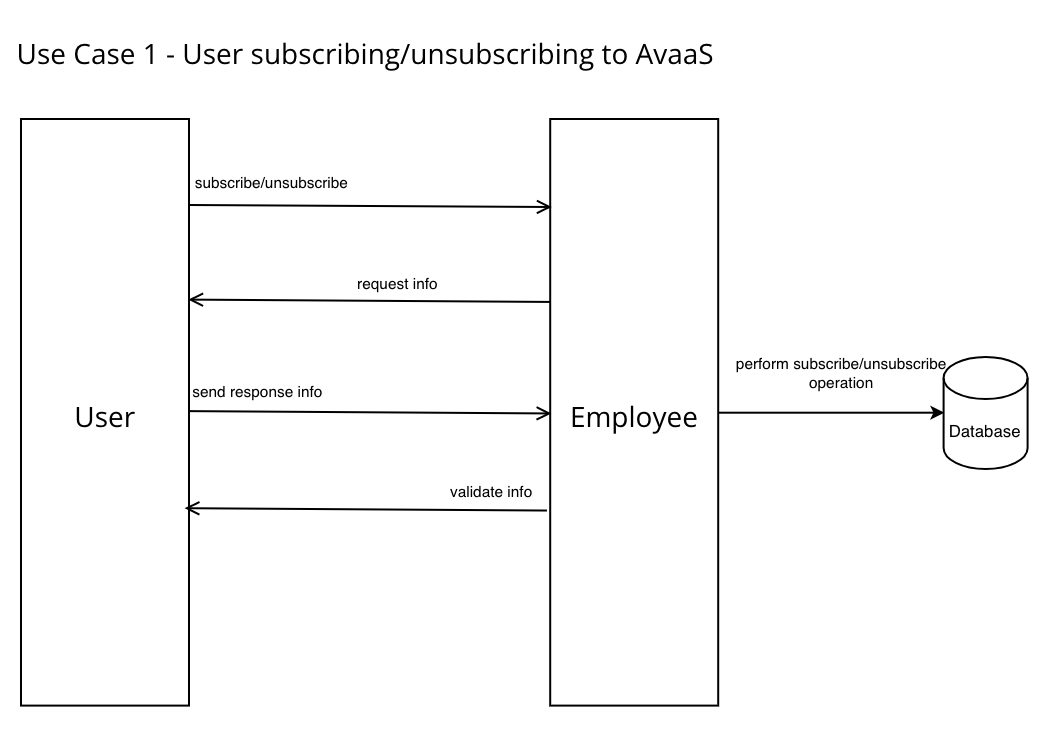 Use Case 1 - User subscribing/unsubscribing to AvaaS
subscribe/unsubscribe
request info
perform subscribe/unsubscribe
operation
send response info
User
Employee
Database
validate info